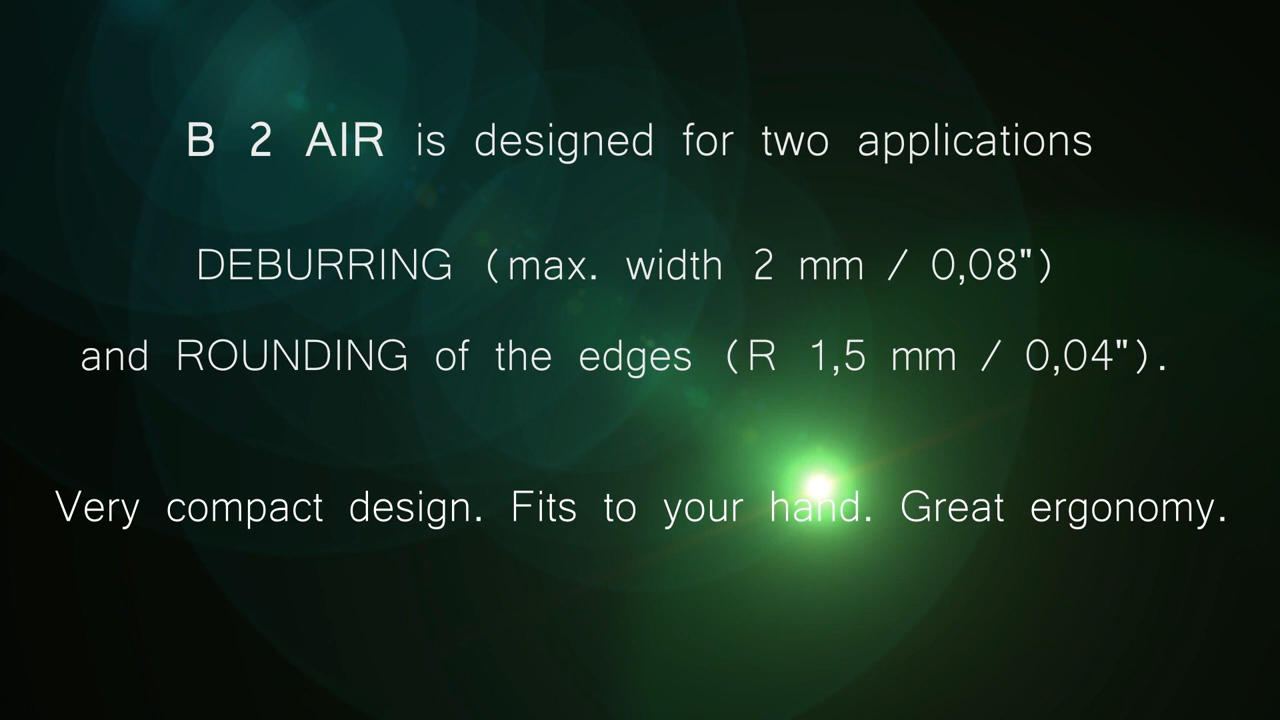 B 2 AIR is designed for two applications
DEBURRING (max. width 2 mm / 0,08")
and ROUNDING of the edges (R 1,5 mm / 0,04").
Very compact design. Fits to your hand. Great ergonomy.